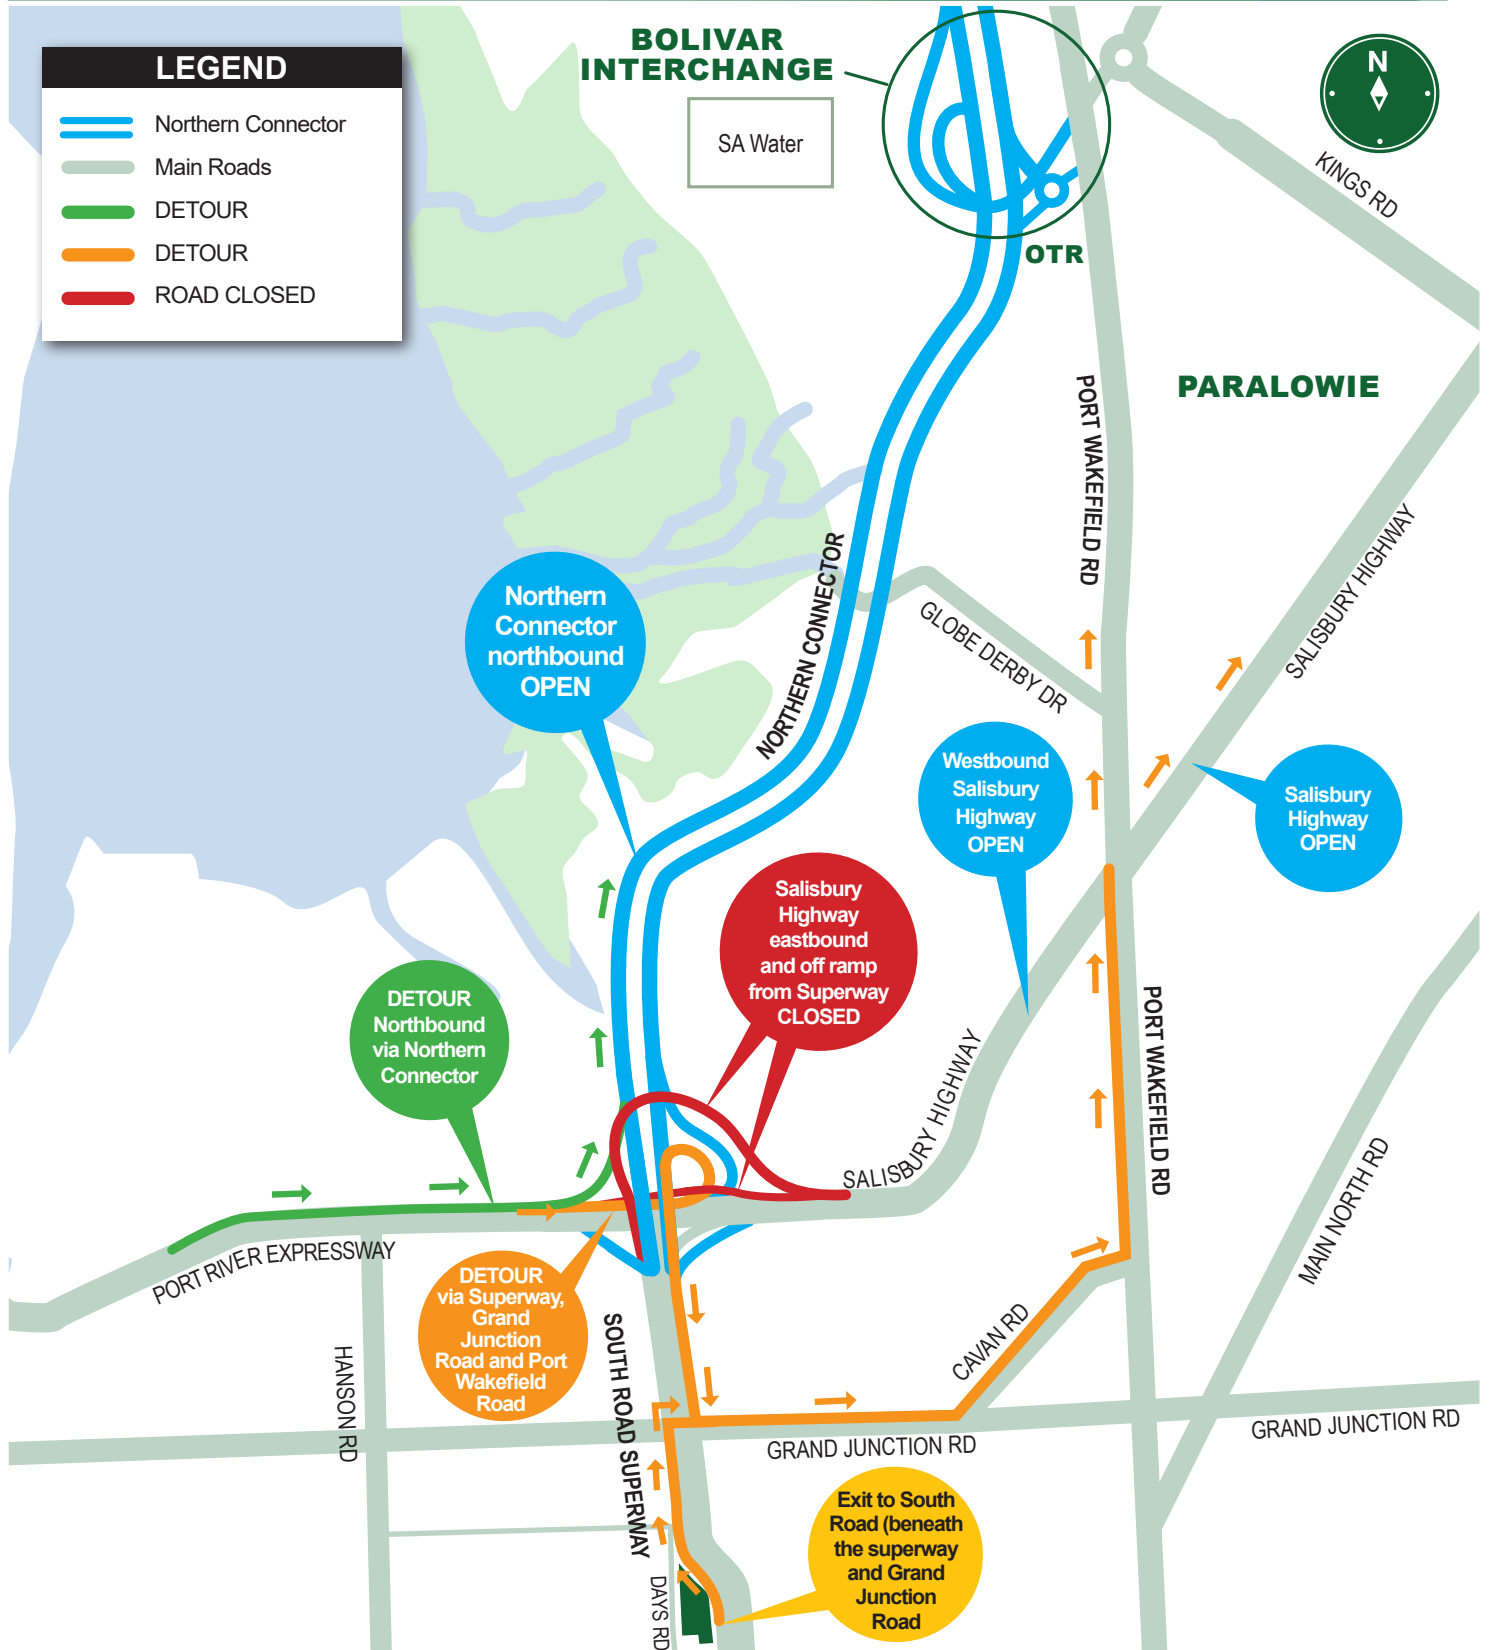 BOLIVAR
INTERCHANGE
N
LEGEND
Northern Connector
Main Roads
DETOUR
DETOUR
ROAD CLOSED
SA Water
KINGS RD
OTR
PARALOWIE
PORT WAKEFIELD RD
SALISBURY HIGHWAY
NORTHERN CONNECTOR
GLOBE DERBY DR
Northern
Connector
northbound
OPEN
Westbound
Salisbury
Highway
OPEN
Salisbury
Highway
OPEN
Salisbury
Highway
eastbound
and off ramp
from Superway
CLOSED
DETOUR
Northbound
via Northern
Connector
SALISBURY HIGHWAY
PORT WAKEFIELD RD
MAIN NORTH RD
PORT RIVER EXPRESSWAY
DETOUR
via Superway,
Grand
Junction
Road and Port
Wakefield
Road
HANSON RD
SOUTH ROAD SUPERWAY
CAVAN RD
GRAND JUNCTION RD
GRAND JUNCTION RD
Exit to South
Road (beneath
the superway
and Grand
Junction
Road
DAYS RD